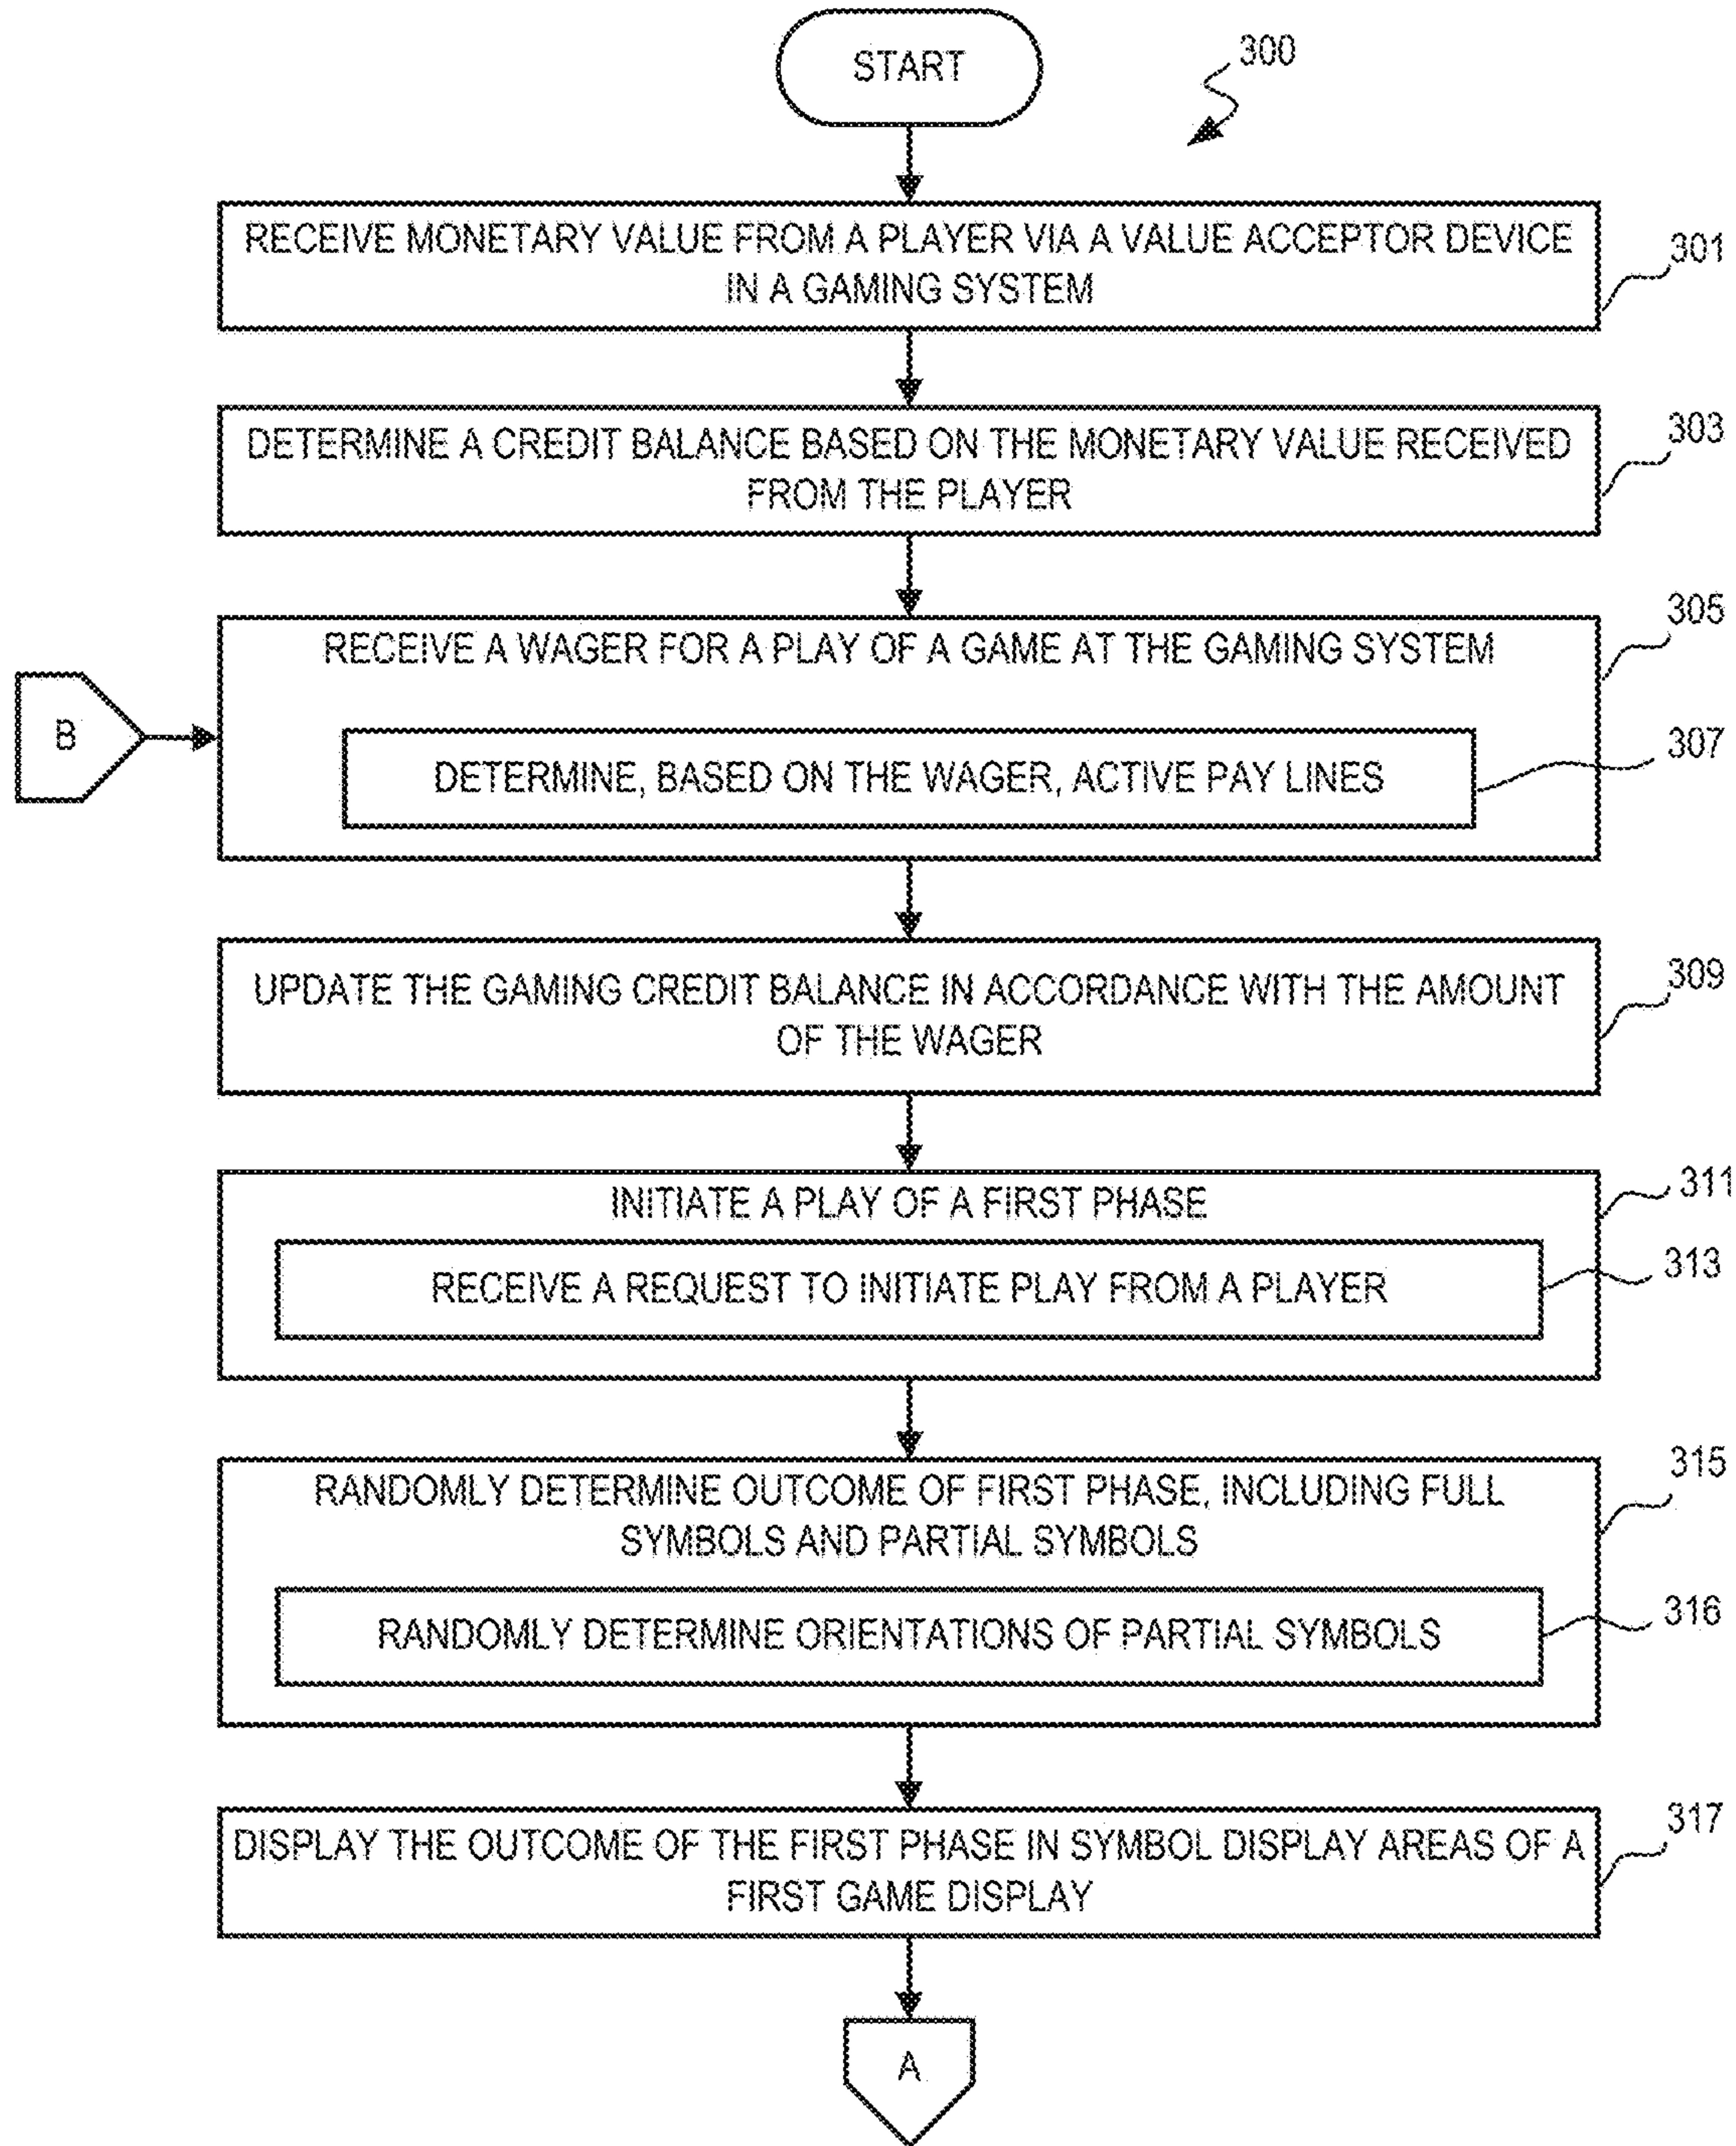 START
300
RECEIVE MONETARY VALUE FROM A PLAYER VIA A VALUE ACCEPTOR DEVICE
IN A GAMING SYSTEM
301
DETERMINE A CREDIT BALANCE BASED ON THE MONETARY VALUE RECEIVED
FROM THE PLAYER
303
RECEIVE A WAGER FOR A PLAY OF A GAME AT THE GAMING SYSTEM
305
B
DETERMINE, BASED ON THE WAGER, ACTIVE PAY LINES
307
UPDATE THE GAMING CREDIT BALANCE IN ACCORDANCE WITH THE AMOUNT
OF THE WAGER
309
INITIATE A PLAY OF A FIRST PHASE
311
RECEIVE A REQUEST TO INITIATE PLAY FROM A PLAYER
313
RANDOMLY DETERMINE OUTCOME OF FIRST PHASE, INCLUDING FULL
SYMBOLS AND PARTIAL SYMBOLS
315
RANDOMLY DETERMINE ORIENTATIONS OF PARTIAL SYMBOLS
316
DISPLAY THE OUTCOME OF THE FIRST PHASE IN SYMBOL DISPLAY AREAS OF A
FIRST GAME DISPLAY
317
A